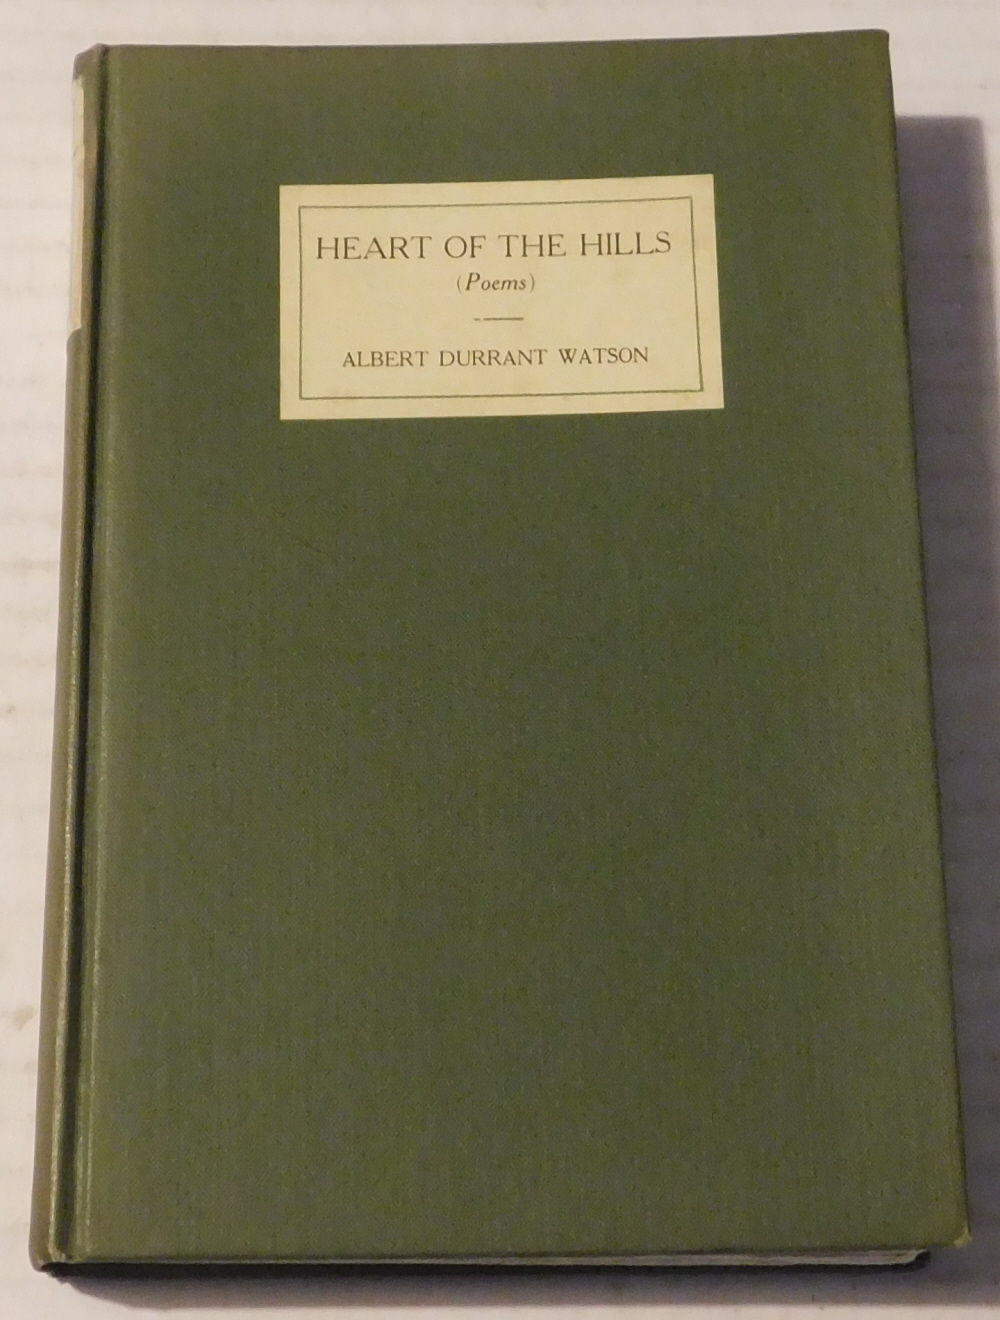 HEART OF THE HILLS
(Poems)
ALBERT DURRANT WATSON